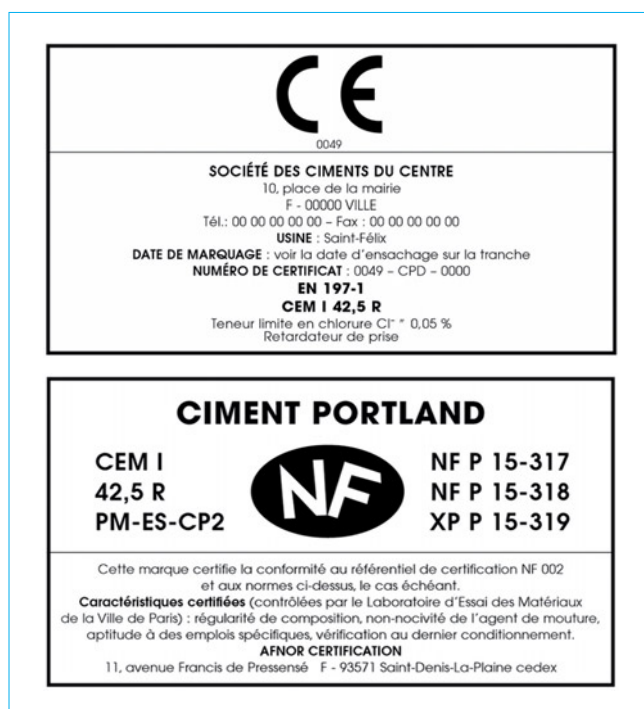 CE
0049
SOCIÉTÉ DES CIMENTS DU CENTRE
10, place de la mairie
F - 00000 VILLE
Tél.: 00 00 00 00 00 – Fax : 00 00 00 00 00
USINE : Saint-Félix
DATE DE MARQUAGE : voir la date d'ensachage sur la tranche
NUMÉRO DE CERTIFICAT : 0049 – CPD – 0000
EN 197-1
CEM I 42,5 R
Teneur limite en chlorure Cl⁻ " 0,05 %
Retardateur de prise
CIMENT PORTLAND
CEM I
42,5 R
PM-ES-CP2
NF
NF P 15-317
NF P 15-318
XP P 15-319
Cette marque certifie la conformité au référentiel de certification NF 002
et aux normes ci-dessus, le cas échéant.
Caractéristiques certifiées (contrôlées par le Laboratoire d'Essai des Matériaux
de la Ville de Paris) : régularité de composition, non-nocivité de l'agent de mouture,
aptitude à des emplois spécifiques, vérification au dernier conditionnement.
AFNOR CERTIFICATION
11, avenue Francis de Pressensé F - 93571 Saint-Denis-La-Plaine cedex